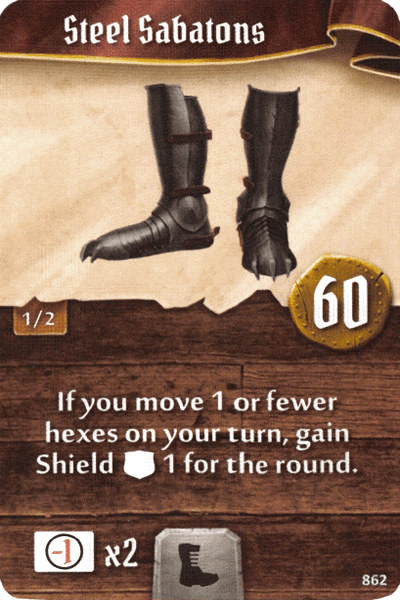 Steel Sabatons
1/2
60
If you move 1 or fewer
hexes on your turn, gain
Shield 1 for the round.
-1 x2
862